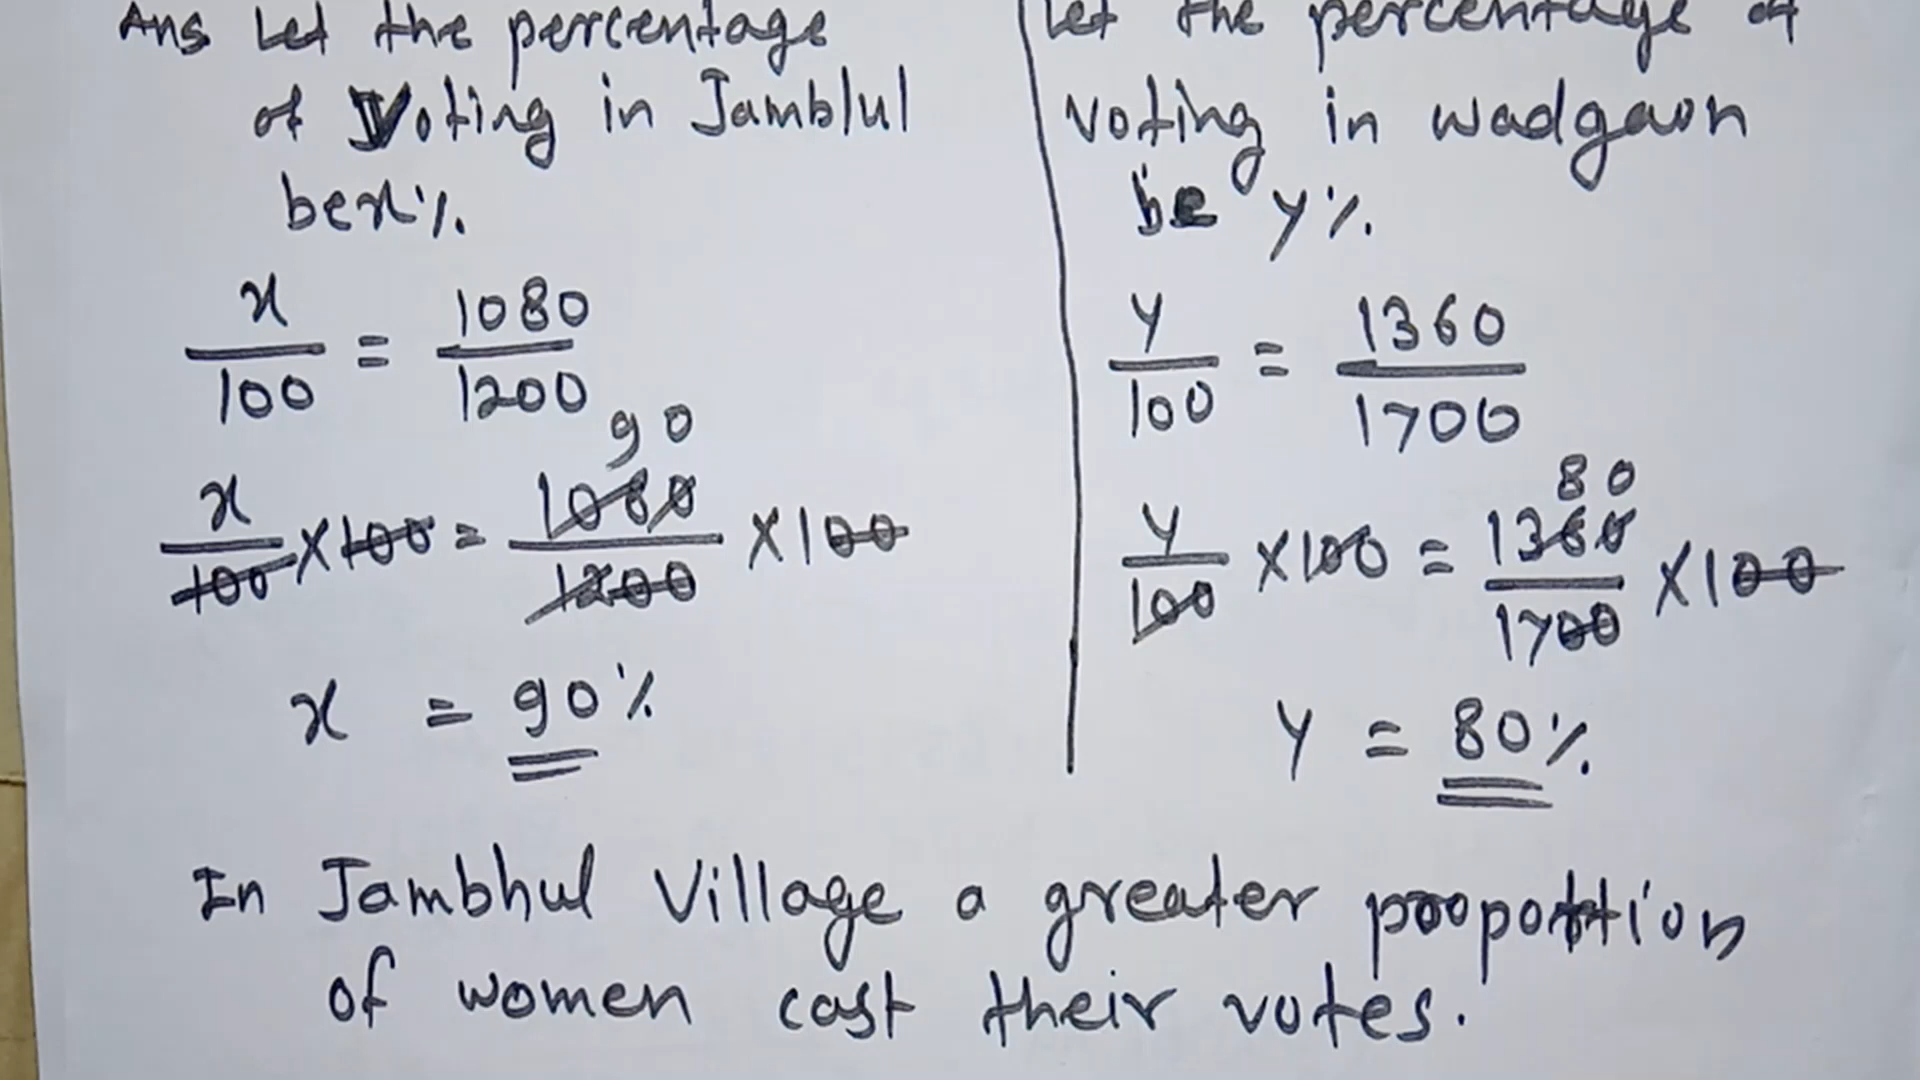 Ans Let the percentage
of Voting in Jamblul
be x%.
x/100 = 1080/1200
90
x/100 × 100 = 1080/1200 × 100
x = 90%
Let the percentage of
voting in wadgaon
be y%.
y/100 = 1360/1700
80
y/100 × 100 = 1360/1700 × 100
y = 80%.
In Jambhul Village a greater proportion
of women cast their votes.